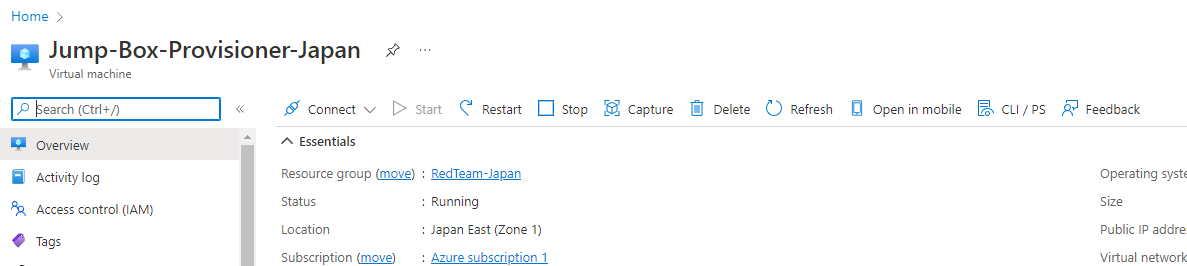 Home >
Jump-Box-Provisioner-Japan ...
Virtual machine
Search (Ctrl+/) «
Connect Start Restart Stop Capture Delete Refresh Open in mobile CLI / PS Feedback
Overview
Activity log
Access control (IAM)
Tags
Essentials
Resource group (move) : RedTeam-Japan
Status : Running
Location : Japan East (Zone 1)
Subscription (move) : Azure subscription 1
Operating syste
Size
Public IP addre
Virtual network